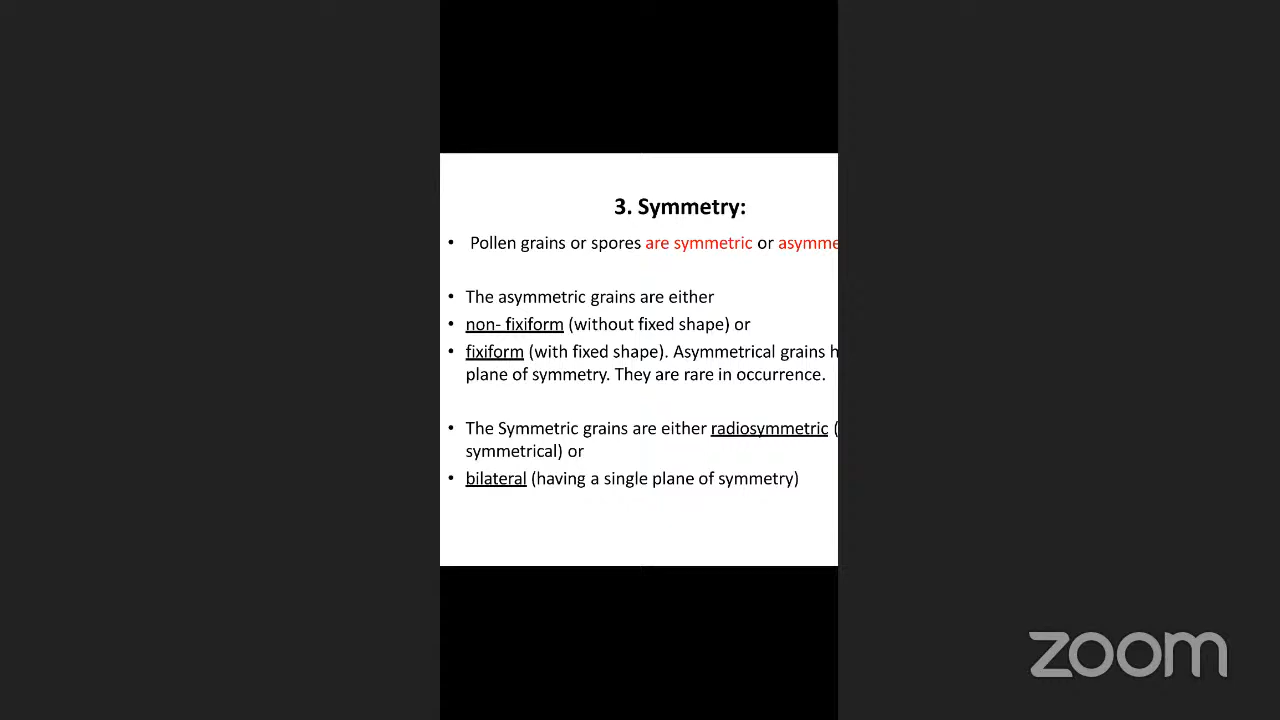 3. Symmetry:
• Pollen grains or spores are symmetric or asymme
• The asymmetric grains are either
• non- fixiform (without fixed shape) or
• fixiform (with fixed shape). Asymmetrical grains h
plane of symmetry. They are rare in occurrence.
• The Symmetric grains are either radiosymmetric (
symmetrical) or
• bilateral (having a single plane of symmetry)
zoom